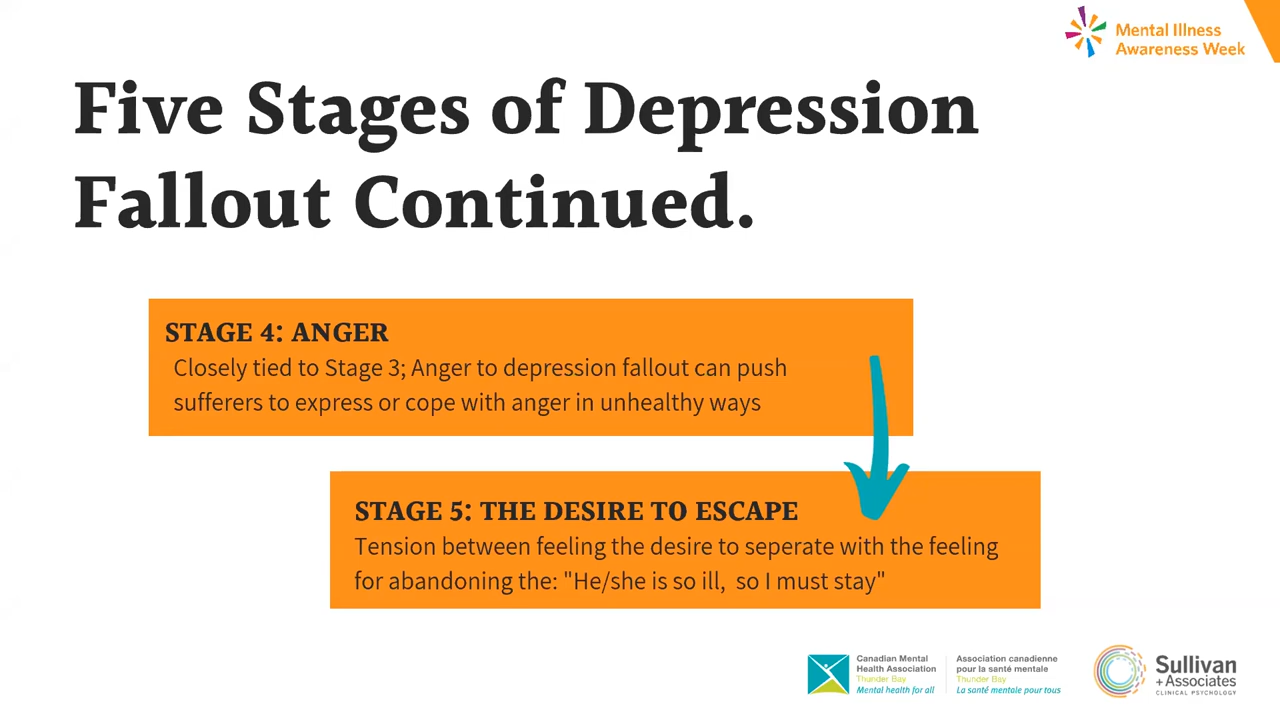 Mental Illness
Awareness Week
Five Stages of Depression
Fallout Continued.
STAGE 4: ANGER
Closely tied to Stage 3; Anger to depression fallout can push
sufferers to express or cope with anger in unhealthy ways
STAGE 5: THE DESIRE TO ESCAPE
Tension between feeling the desire to seperate with the feeling
for abandoning the: "He/she is so ill, so I must stay"
Canadian Mental
Health Association
Thunder Bay
Mental health for all
Association canadienne
pour la santé mentale
Thunder Bay
La santé mentale pour tous
Sullivan
+ Associates
CLINICAL PSYCHOLOGY